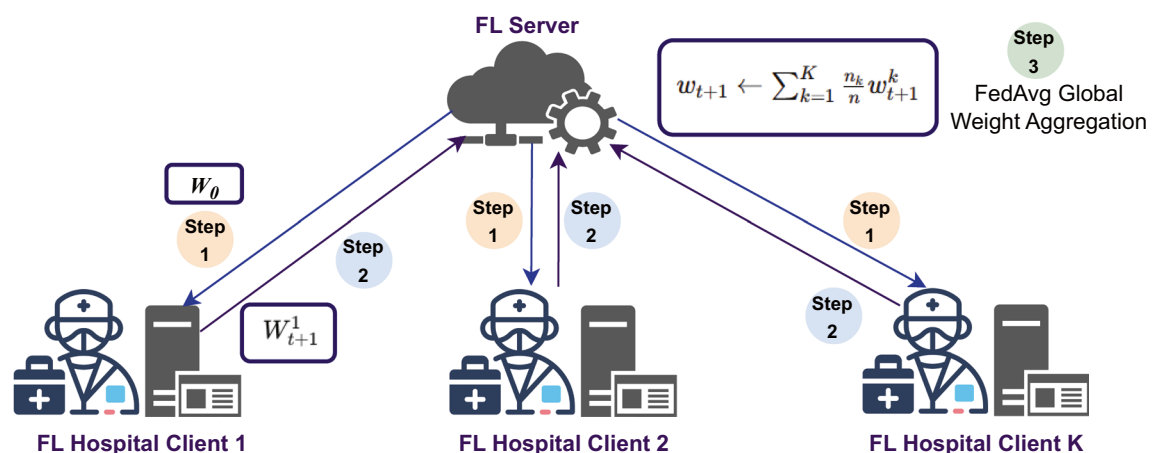 FL Server
Step
3
FedAvg Global
Weight Aggregation
w_{t+1} ← ∑_{k=1}^{K} \frac{n_k}{n} w_{t+1}^{k}
W_0
Step
1
Step
2
Step
1
Step
2
Step
1
Step
2
W_{t+1}^{1}
FL Hospital Client 1
FL Hospital Client 2
FL Hospital Client K